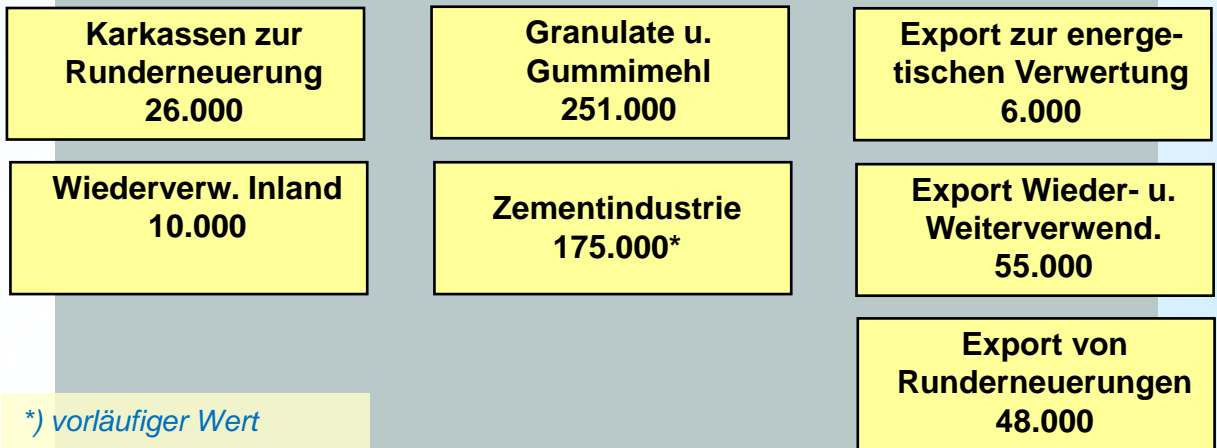 Karkassen zur
Runderneuerung
26.000
Granulate u.
Gummimehl
251.000
Export zur energe-
tischen Verwertung
6.000
Wiederverw. Inland
10.000
Zementindustrie
175.000*
Export Wieder- u.
Weiterverwend.
55.000
Export von
Runderneuerungen
48.000
*) vorläufiger Wert